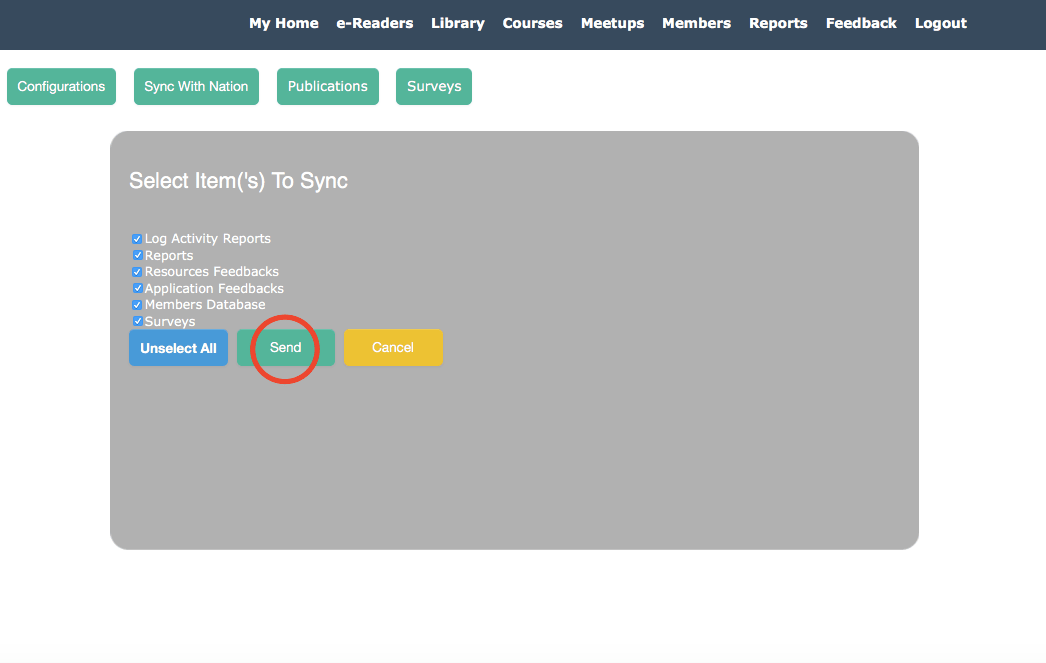 My Home e-Readers Library Courses Meetups Members Reports Feedback Logout
Configurations Sync With Nation Publications Surveys
Select Item('s) To Sync
Log Activity Reports
Reports
Resources Feedbacks
Application Feedbacks
Members Database
Surveys
Unselect All Send Cancel